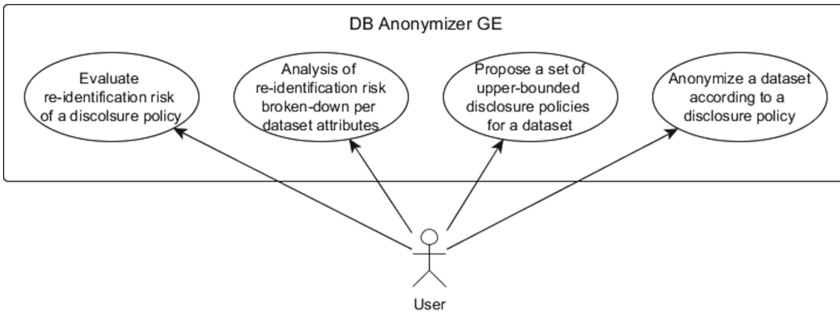 DB Anonymizer GE
Evaluate
re-identification risk
of a discolsure policy
Analysis of
re-identification risk
broken-down per
dataset attributes
Propose a set of
upper-bounded
disclosure policies
for a dataset
Anonymize a dataset
according to a
disclosure policy
User